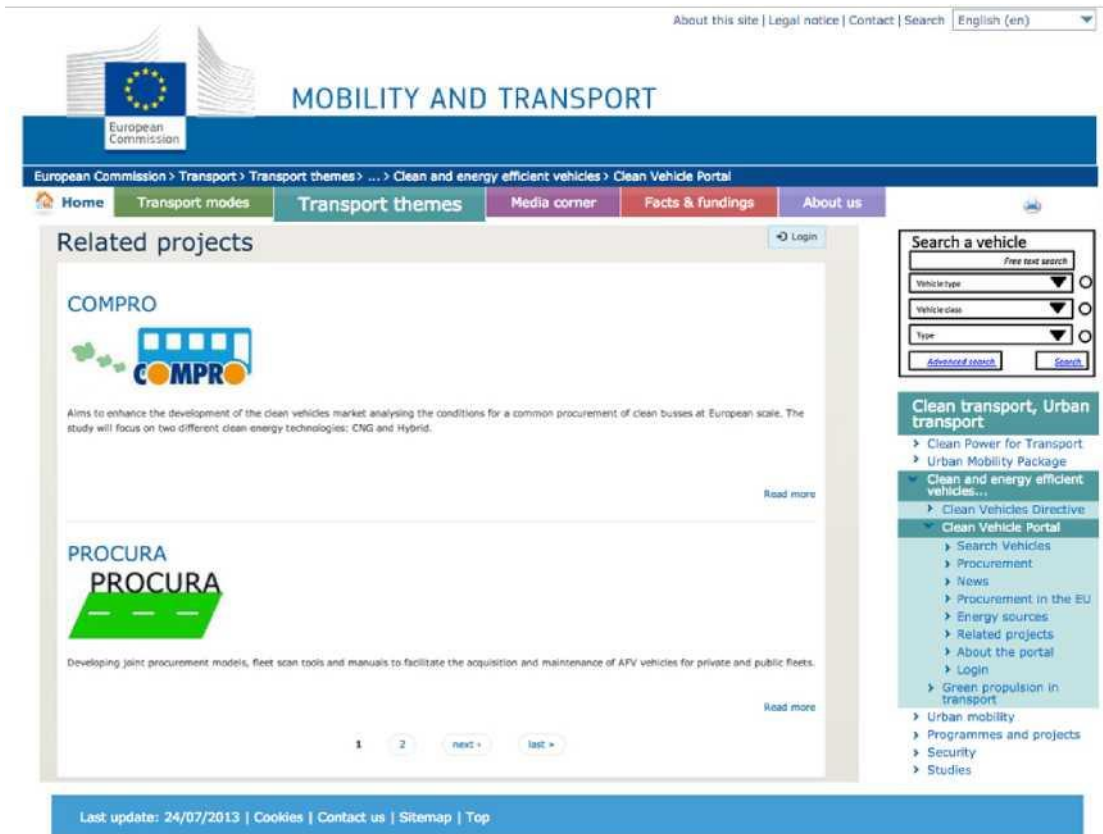 About this site | Legal notice | Contact | Search English (en)
European
Commission
MOBILITY AND TRANSPORT
European Commission > Transport > Transport themes > ... > Clean and energy efficient vehicles > Clean Vehicle Portal
Home Transport modes Transport themes Media corner Facts & fundings About us
Related projects
Login
COMPRO
COMPRO
Aims to enhance the development of the clean vehicles market analysing the conditions for a common procurement of clean busses at European scale. The
study will focus on two different clean energy technologies: CNG and Hybrid.
Read more
PROCURA
PROCURA
Developing joint procurement models, fleet scan tools and manuals to facilitate the acquisition and maintenance of AFV vehicles for private and public fleets.
Read more
1 2 next › last »
Search a vehicle
Free text search
Vehicle type
Vehicle class
Type
Advanced search Search
Clean transport, Urban
transport
Clean Power for Transport
Urban Mobility Package
Clean and energy efficient
vehicles...
Clean Vehicles Directive
Clean Vehicle Portal
Search Vehicles
Procurement
News
Procurement in the EU
Energy sources
Related projects
About the portal
Login
Green propulsion in
transport
Urban mobility
Programmes and projects
Security
Studies
Last update: 24/07/2013 | Cookies | Contact us | Sitemap | Top